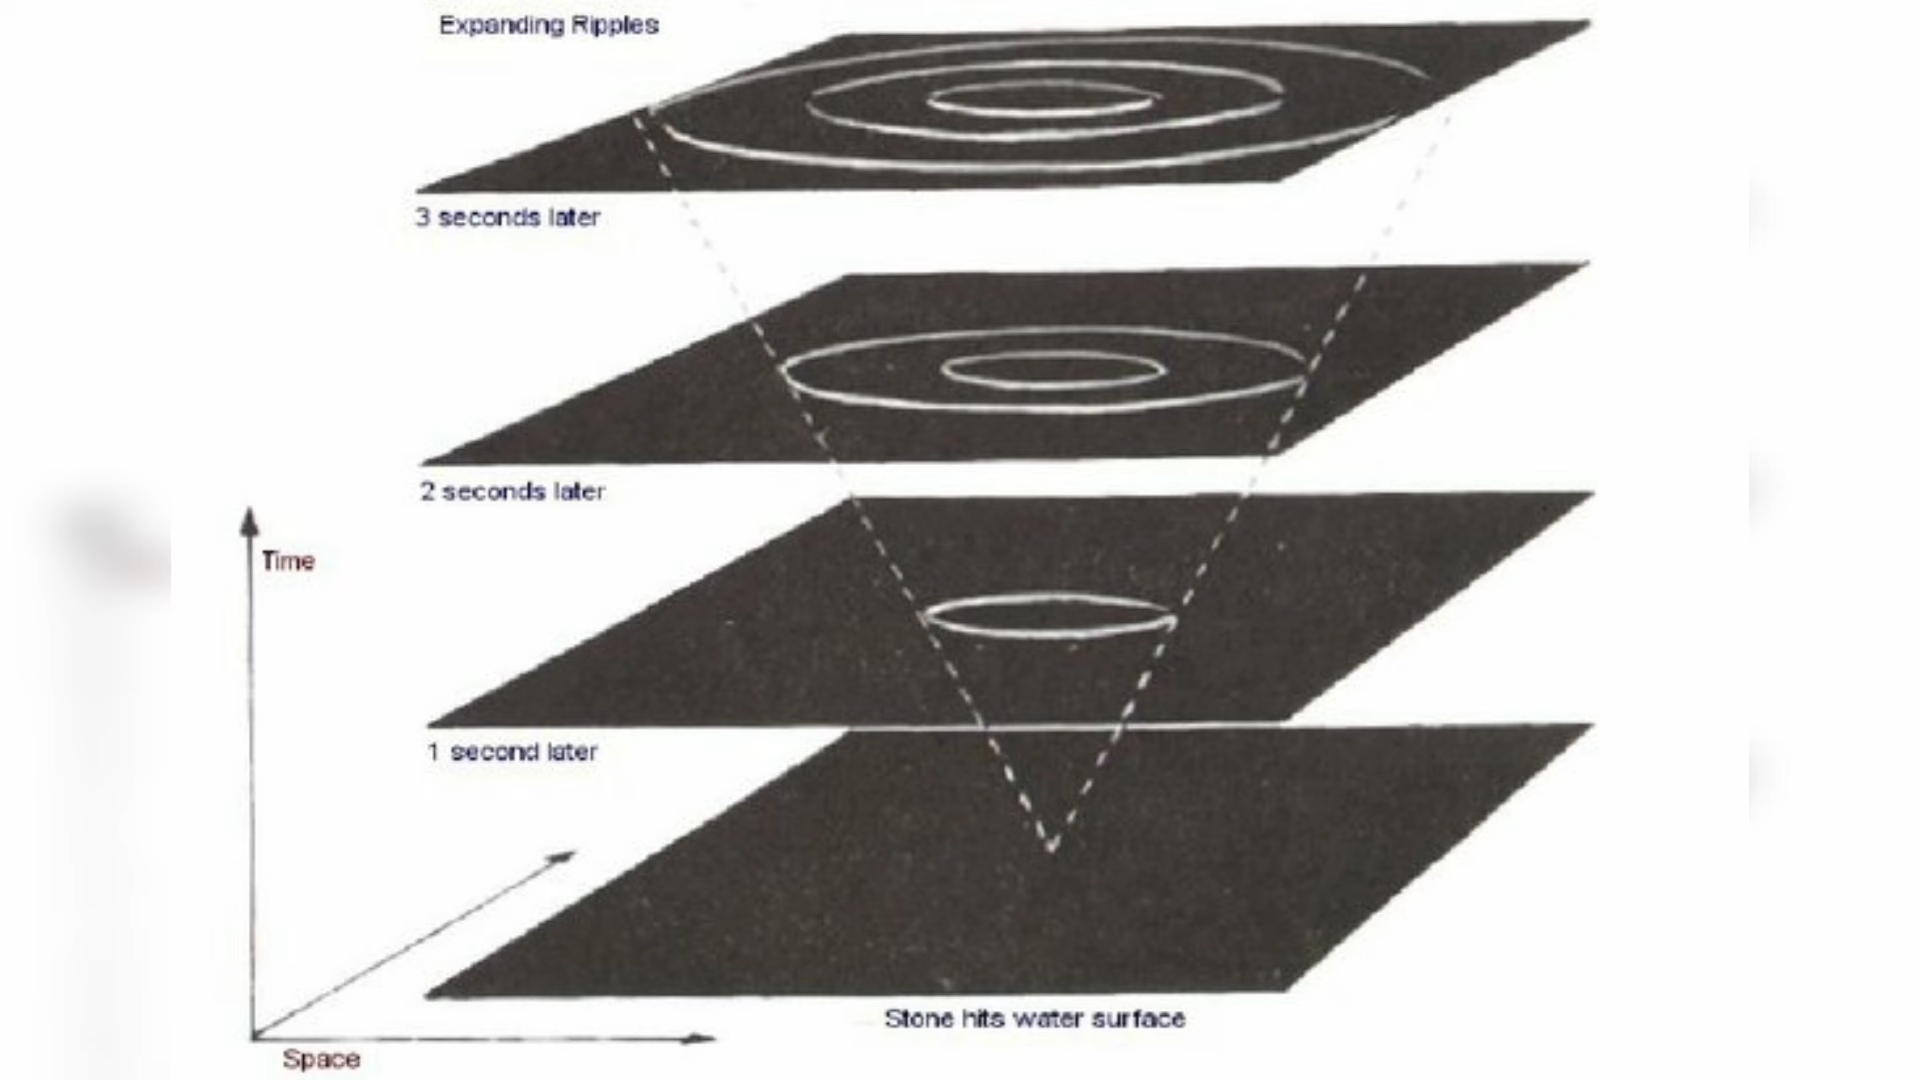 Expanding Ripples
3 seconds later
2 seconds later
Time
1 second later
Stone hits water surface
Space